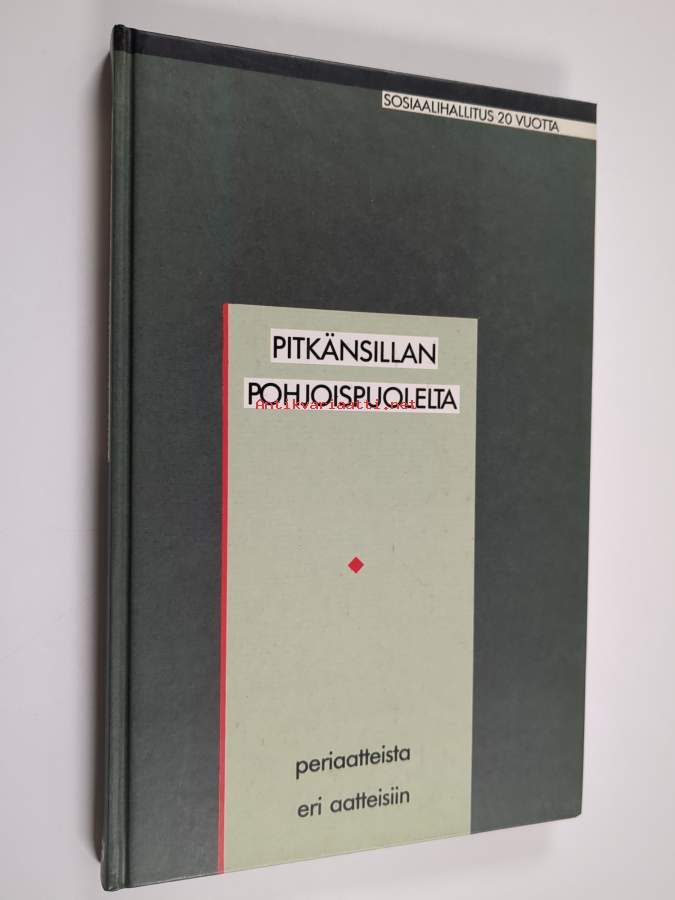 SOSIAALIHALLITUS 20 VUOTTA
PITKÄNSILLAN
POHJOISPUOLELTA
Antikvariaatti.net
periaatteista
eri aatteisiin